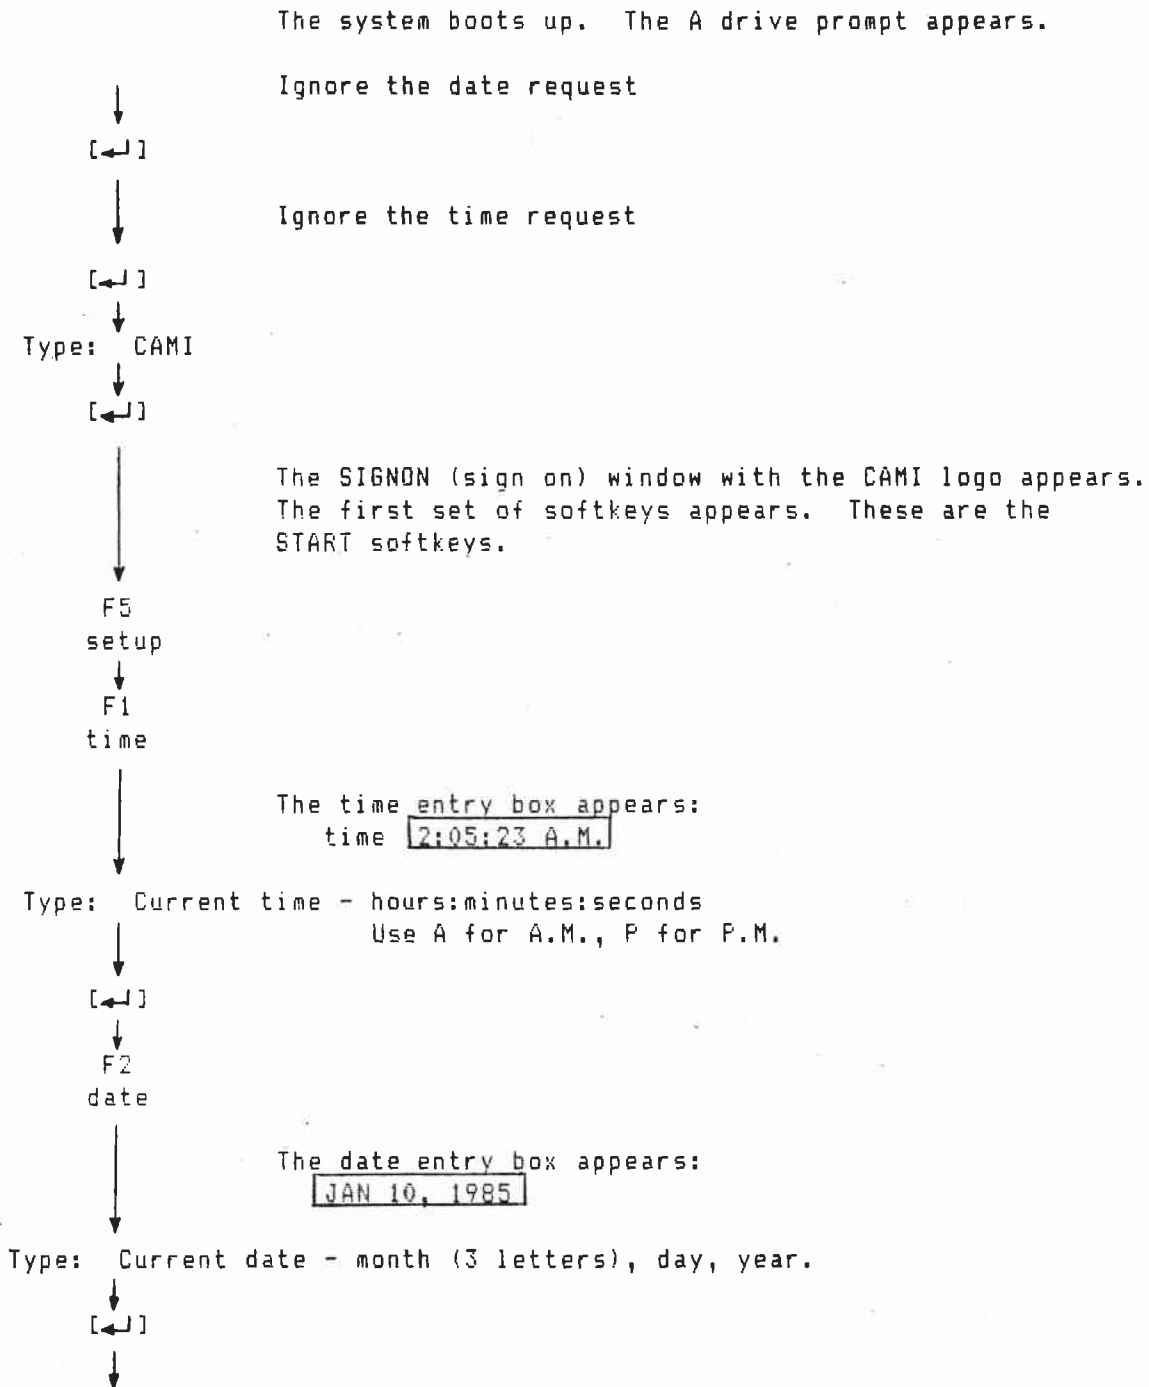 The system boots up. The A drive prompt appears.
Ignore the date request
[↵]
Ignore the time request
[↵]
Type: CAMI
[↵]
The SIGNON (sign on) window with the CAMI logo appears.
The first set of softkeys appears. These are the
START softkeys.
F5
setup
F1
time
The time entry box appears:
time 2:05:23 A.M.
Type: Current time - hours:minutes:seconds
Use A for A.M., P for P.M.
[↵]
F2
date
The date entry box appears:
JAN 10, 1985
Type: Current date - month (3 letters), day, year.
[↵]